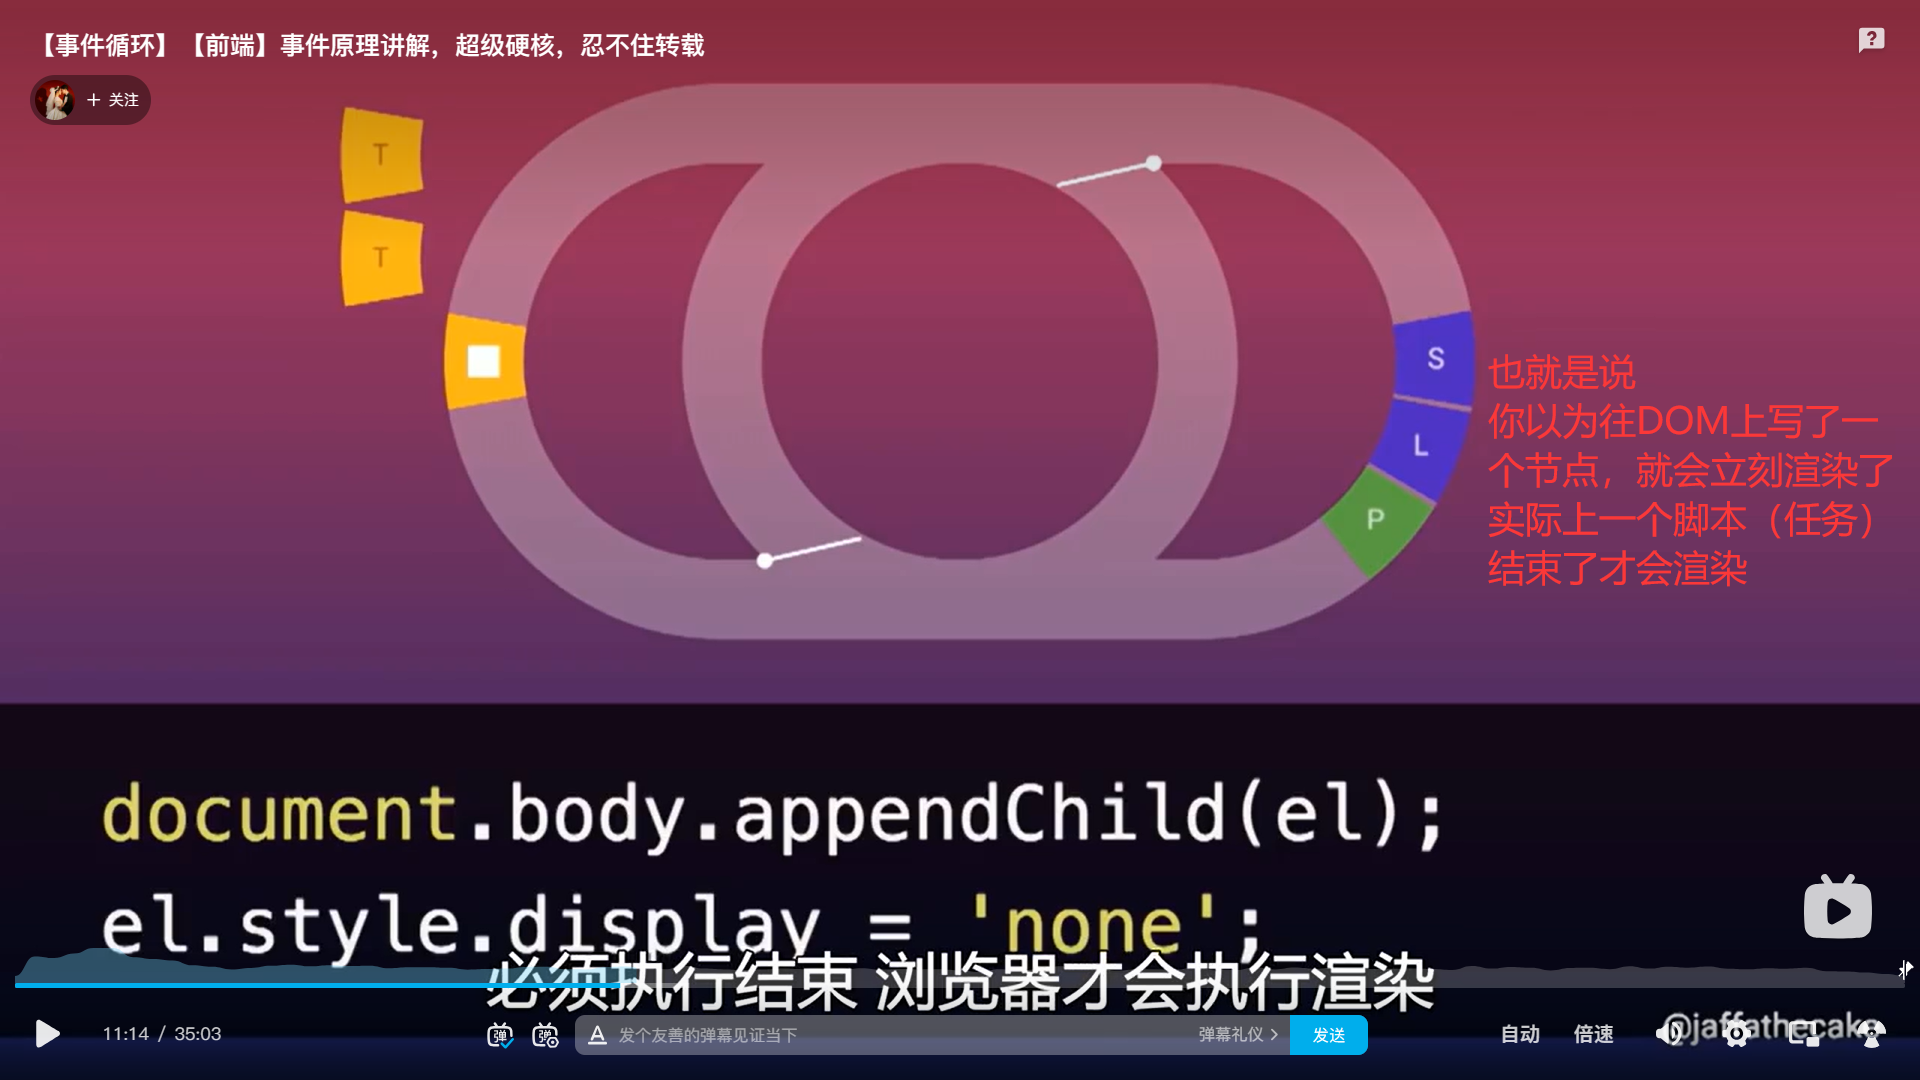 【事件循环】【前端】事件原理讲解，超级硬核，忍不住转载
+ 关注
T
T
S
L
P
也就是说
你以为往DOM上写了一
个节点，就会立刻渲染了
实际上一个脚本（任务）
结束了才会渲染
document.body.appendChild(el);
el.style.display = 'none';
必须执行结束 浏览器才会执行渲染
11:14 / 35:03
弹
弹
A
发个友善的弹幕见证当下
弹幕礼仪 >
发送
自动
倍速
@jaffathecake